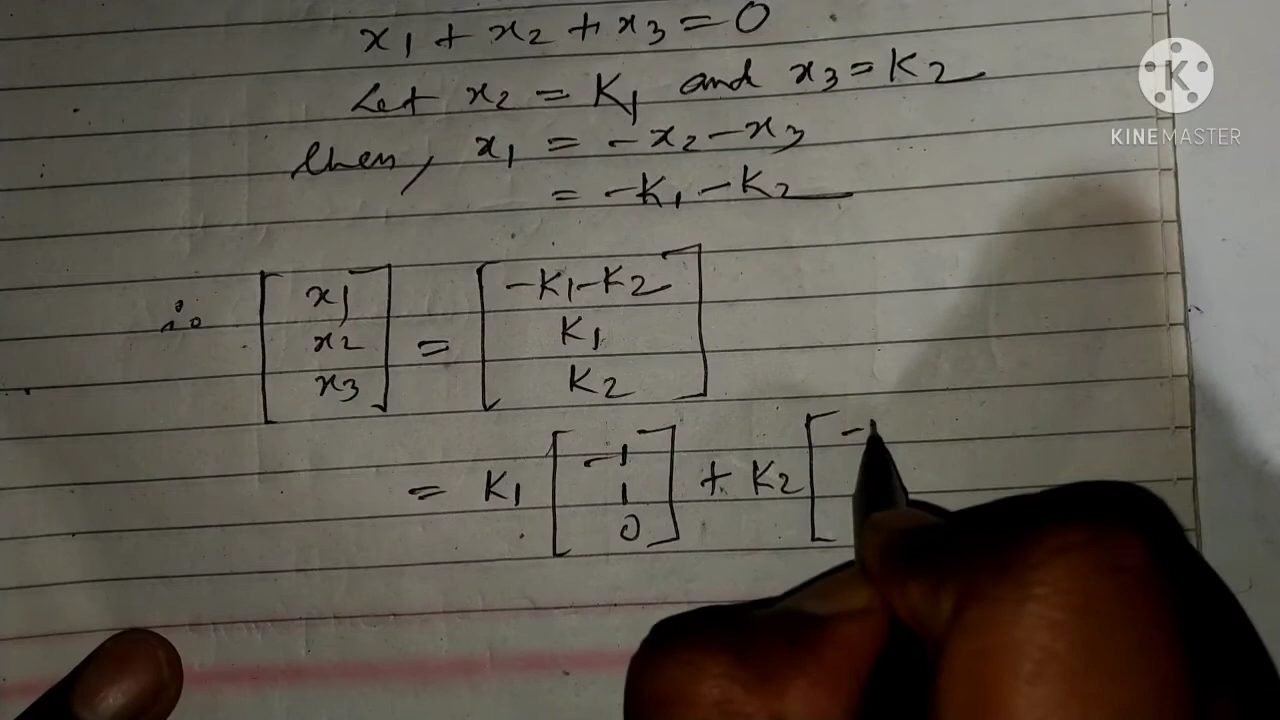 x₁ + x₂ + x₃ = 0
Let x₂ = K₁ and x₃ = K₂
then, x₁ = -x₂ - x₃
= -K₁ - K₂
∴ [x₁ x₂ x₃] = [-K₁-K₂ K₁ K₂]
= K₁ [-1 1 0] + K₂ [-1
K
KINEMASTER